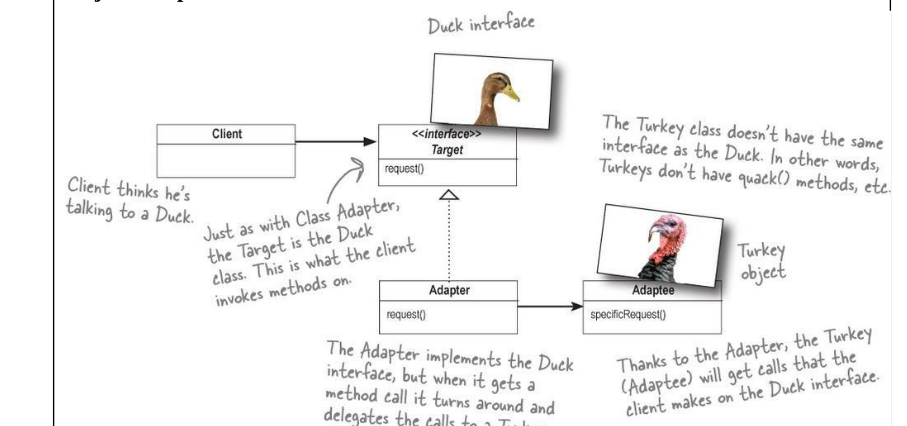 Duck interface
Client
<<interface>>
Target
request()
The Turkey class doesn't have the same
interface as the Duck. In other words,
Turkeys don't have quack() methods, etc.
Client thinks he's
talking to a Duck.
Just as with Class Adapter,
the Target is the Duck
class. This is what the client
invokes methods on.
Turkey
object
Adapter
request()
Adaptee
specificRequest()
The Adapter implements the Duck
interface, but when it gets a
method call it turns around and
delegates the calls to a Turkey.
Thanks to the Adapter, the Turkey
(Adaptee) will get calls that the
client makes on the Duck interface.